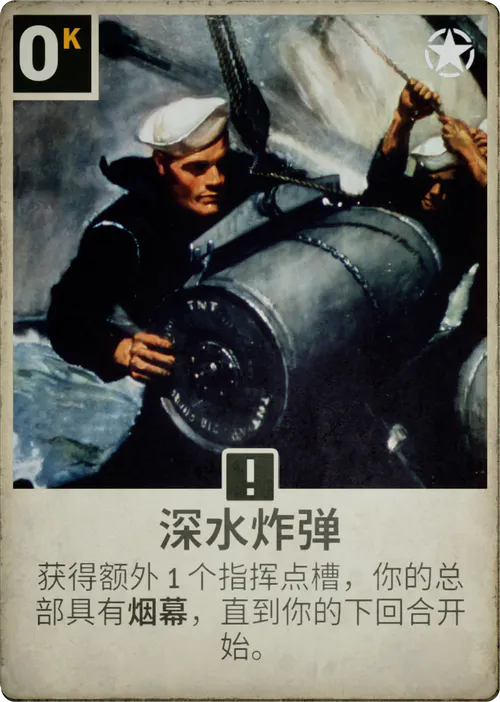 0K
TNT
TNT
深水炸弹
获得额外 1 个指挥点槽，你的总
部具有烟幕，直到你的下回合开
始。